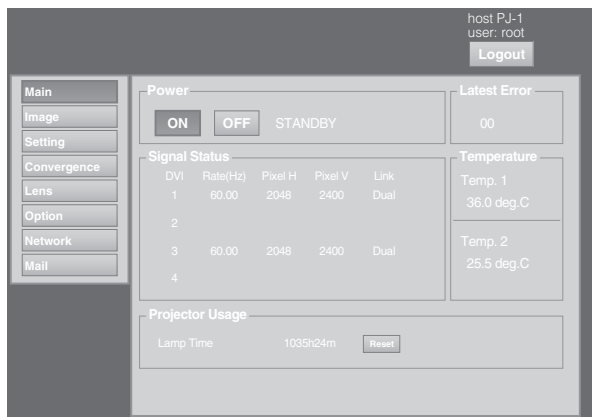 host PJ-1
user: root
Logout
Main
Image
Setting
Convergence
Lens
Option
Network
Mail
Power
ON OFF STANDBY
Latest Error
00
Signal Status
DVI Rate(Hz) Pixel H Pixel V Link
1 60.00 2048 2400 Dual
2
3 60.00 2048 2400 Dual
4
Temperature
Temp. 1
36.0 deg.C
Temp. 2
25.5 deg.C
Projector Usage
Lamp Time 1035h24m Reset